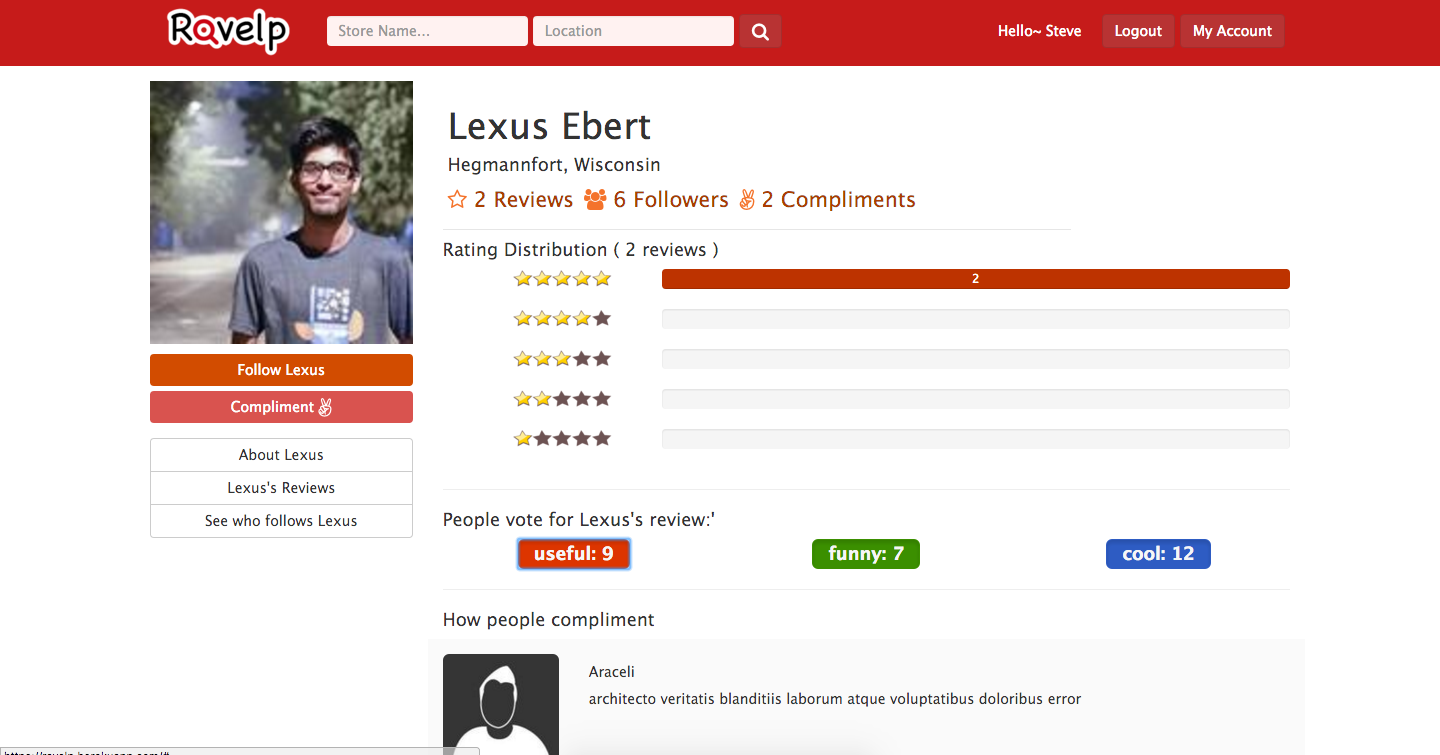 Ravelp
Store Name...
Location
Hello~ Steve
Logout
My Account
Lexus Ebert
Hegmannfort, Wisconsin
2 Reviews 6 Followers 2 Compliments
Rating Distribution ( 2 reviews )
2
Follow Lexus
Compliment
About Lexus
Lexus's Reviews
See who follows Lexus
People vote for Lexus's review:'
useful: 9
funny: 7
cool: 12
How people compliment
Araceli
architecto veritatis blanditiis laborum atque voluptatibus doloribus error